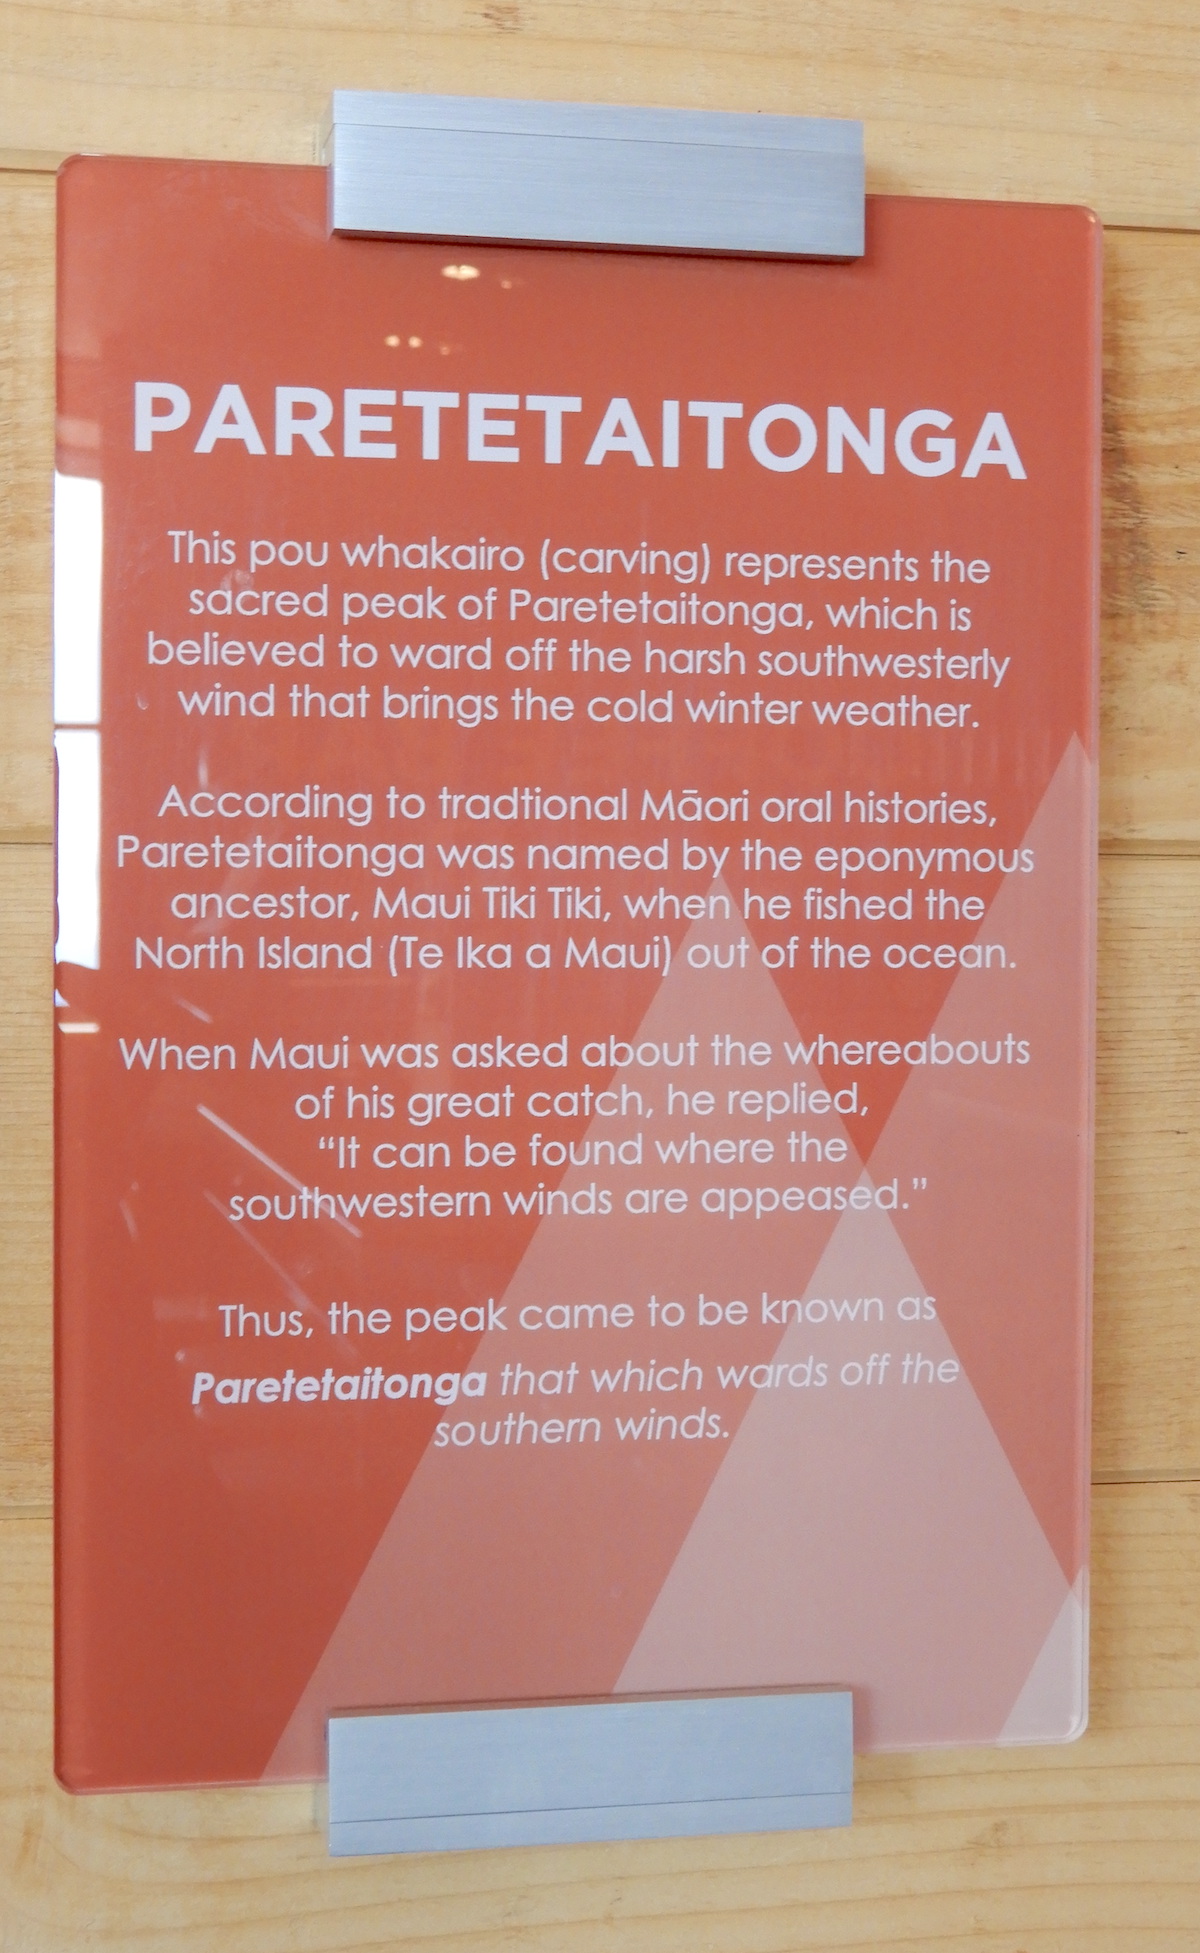 PARETETAITONGA
This pou whakairo (carving) represents the
sacred peak of Paretetaitonga, which is
believed to ward off the harsh southwesterly
wind that brings the cold winter weather.
According to tradtional Māori oral histories,
Paretetaitonga was named by the eponymous
ancestor, Maui Tiki Tiki, when he fished the
North Island (Te Ika a Maui) out of the ocean.
When Maui was asked about the whereabouts
of his great catch, he replied,
“It can be found where the
southwestern winds are appeased.”
Thus, the peak came to be known as
Paretetaitonga that which wards off the
southern winds.